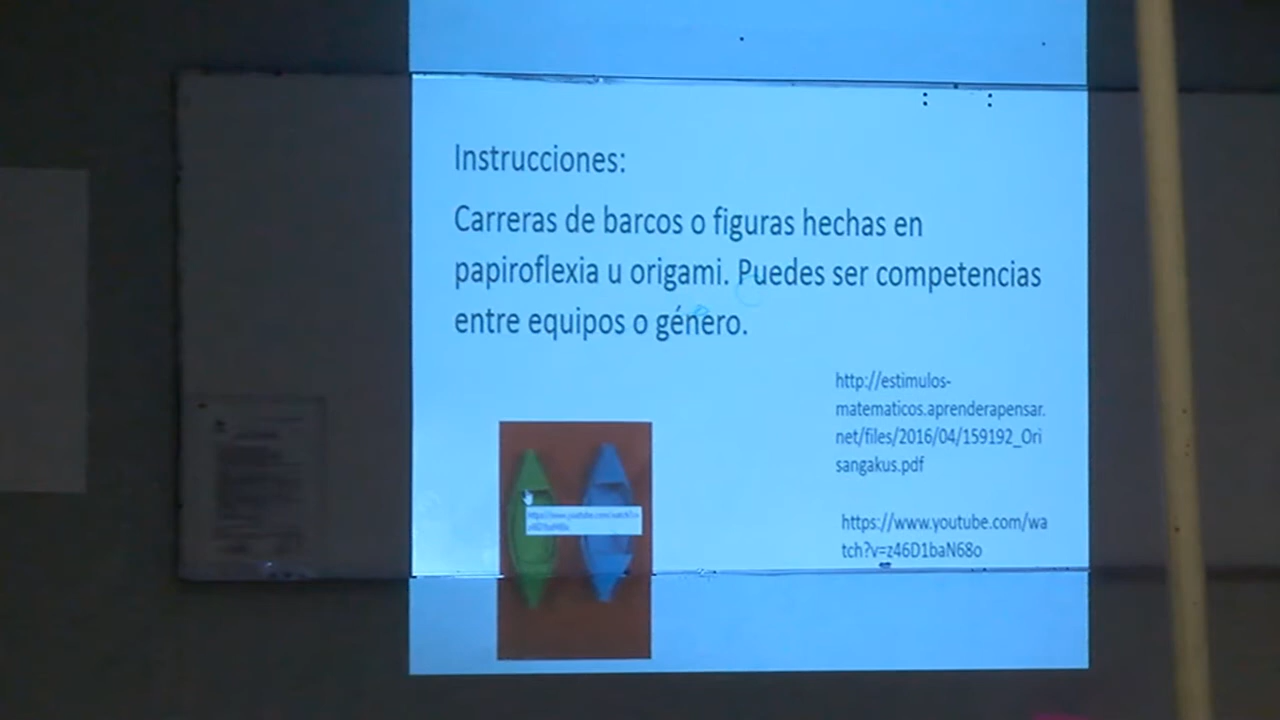 Instrucciones:
Carreras de barcos o figuras hechas en
papiroflexia u origami. Puedes ser competencias
entre equipos o género.
http://estimulos-
matematicos.aprenderapensar.
net/files/2016/04/159192_Ori
sangakus.pdf
https://www.youtube.com/wa
tch?v=z46D1baN68o